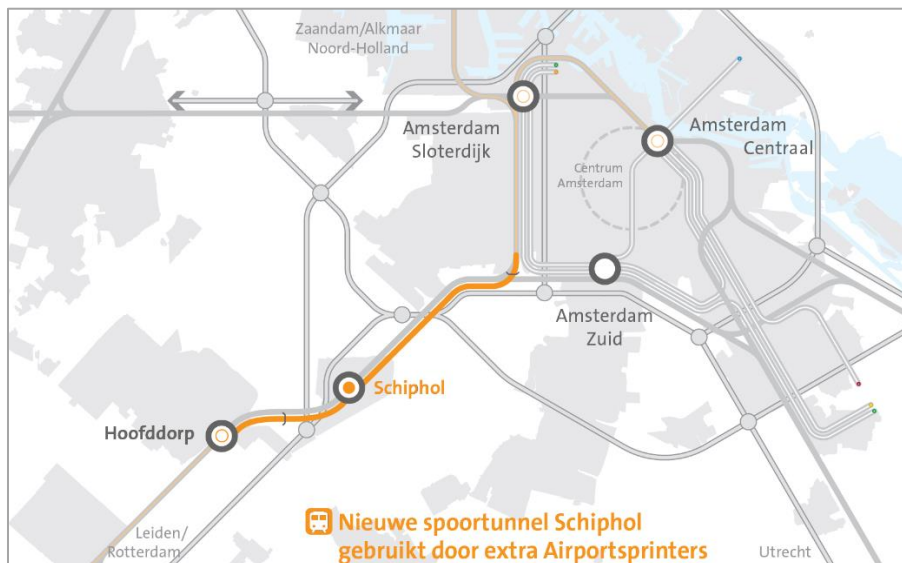 Zaandam/Alkmaar
Noord-Holland
Amsterdam
Sloterdijk
Amsterdam
Centraal
Centrum
Amsterdam
Amsterdam
Zuid
Schiphol
Hoofddorp
Leiden/
Rotterdam
Nieuwe spoortunnel Schiphol
gebruikt door extra Airportsprinters
Utrecht